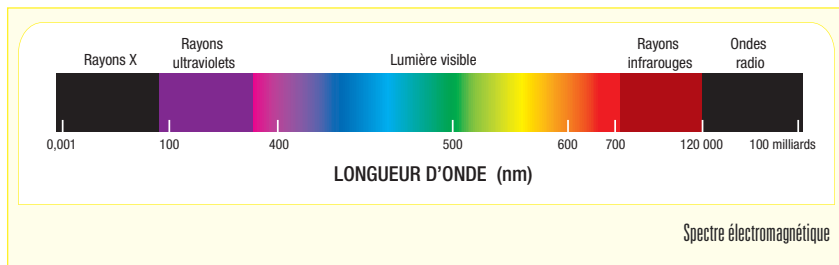 Rayons X
Rayons
ultraviolets
Lumière visible
Rayons
infrarouges
Ondes
radio
0,001 100 400 500 600 700 120 000 100 milliards
LONGUEUR D’ONDE (nm)
Spectre électromagnétique